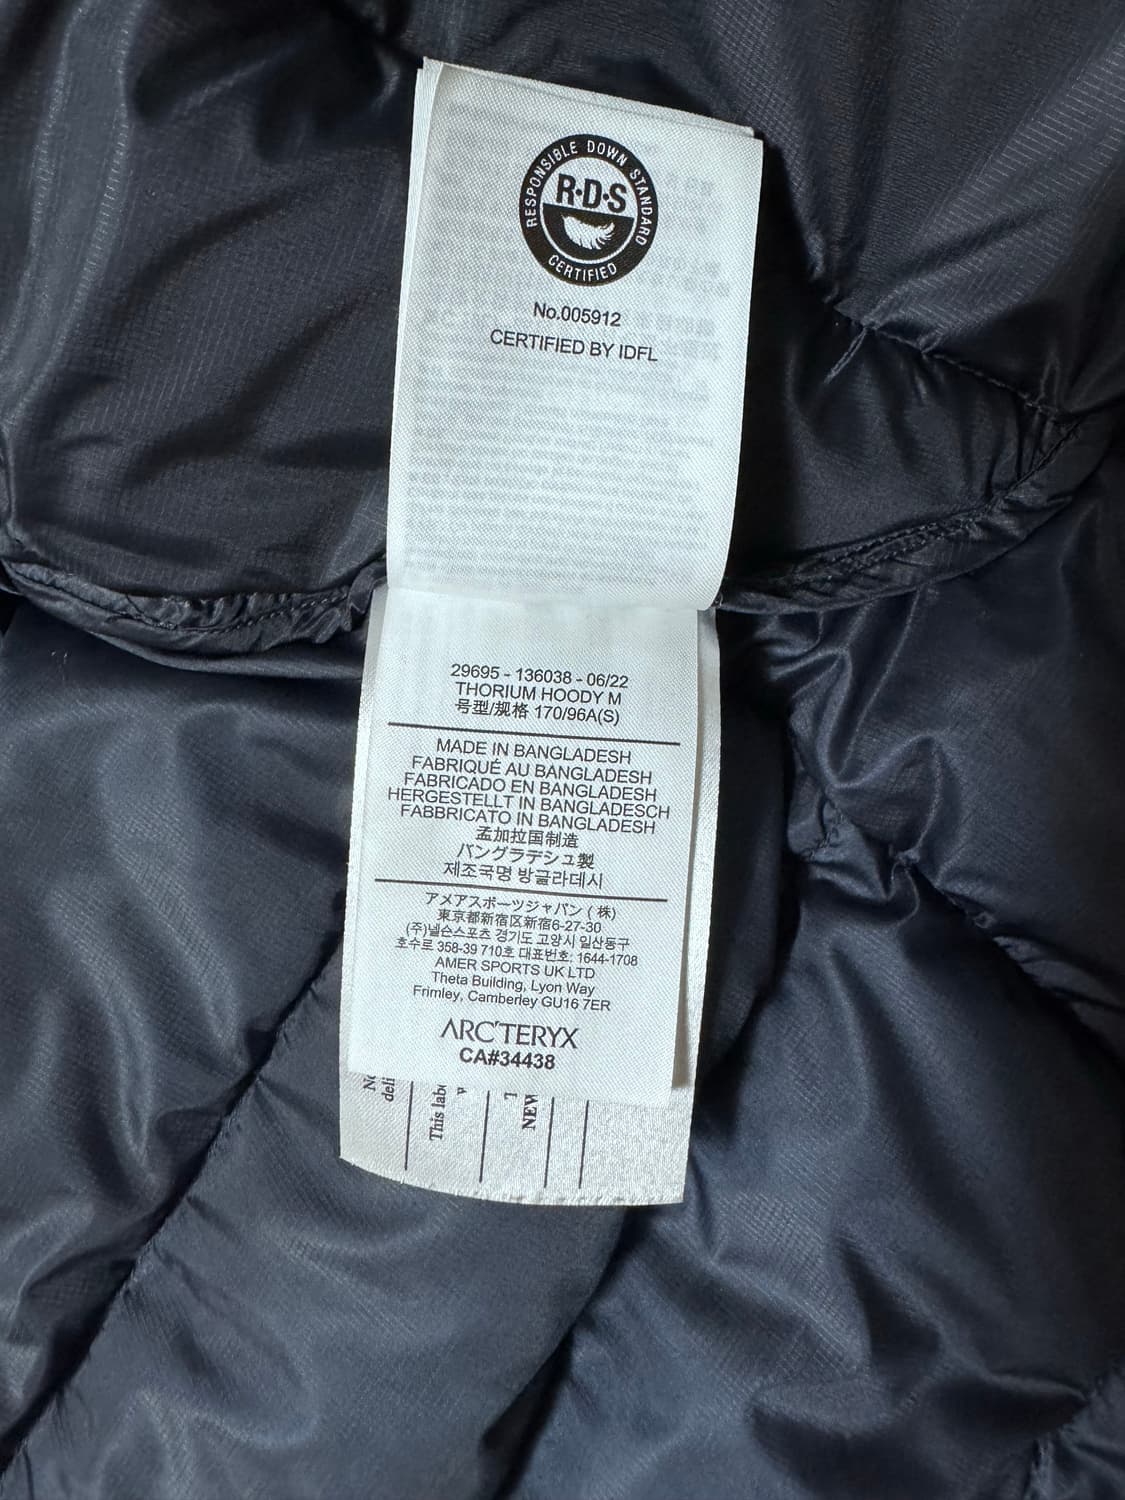 RESPONSIBLE DOWN STANDARD
R·D·S
CERTIFIED
No.005912
CERTIFIED BY IDFL
29695 - 136038 - 06/22
THORIUM HOODY M
号型/规格 170/96A(S)
MADE IN BANGLADESH
FABRIQUÉ AU BANGLADESH
FABRICADO EN BANGLADESH
HERGESTELLT IN BANGLADESCH
FABBRICATO IN BANGLADESH
孟加拉国制造
バングラデシュ製
제조국명 방글라데시
アメアスポーツジャパン (株)
東京都新宿区新宿6-27-30
(주)넬슨스포츠 경기도 고양시 일산동구
호수로 358-39 710호 대표번호: 1644-1708
AMER SPORTS UK LTD
Theta Building, Lyon Way
Frimley, Camberley GU16 7ER
ARC'TERYX
CA#34438
This
NEW